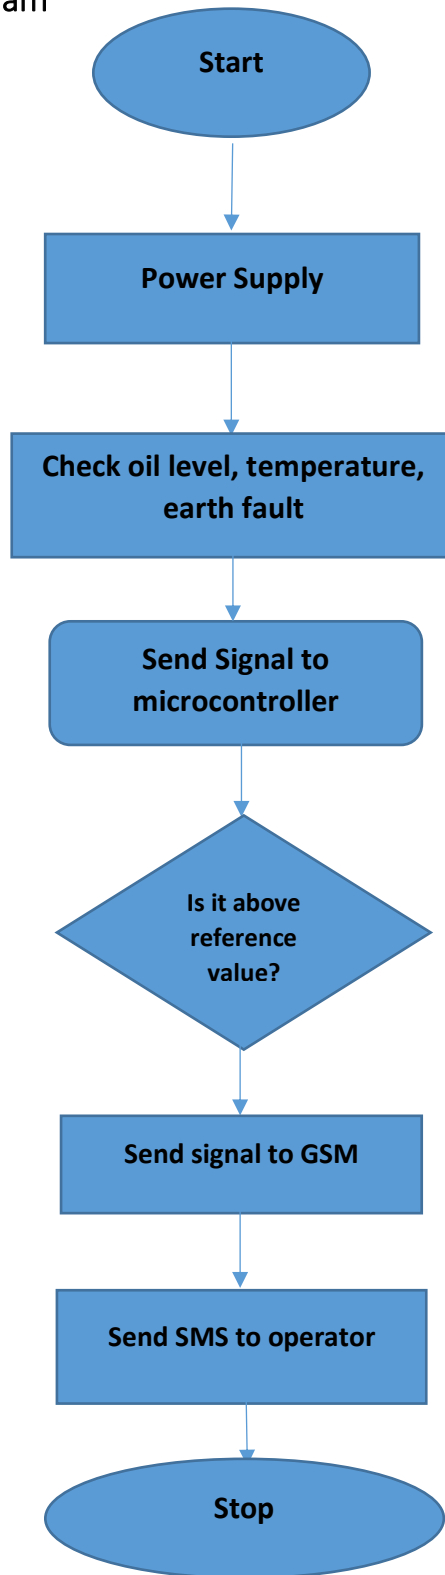 am
Start
Power Supply
Check oil level, temperature,
earth fault
Send Signal to
microcontroller
Is it above
reference
value?
Send signal to GSM
Send SMS to operator
Stop